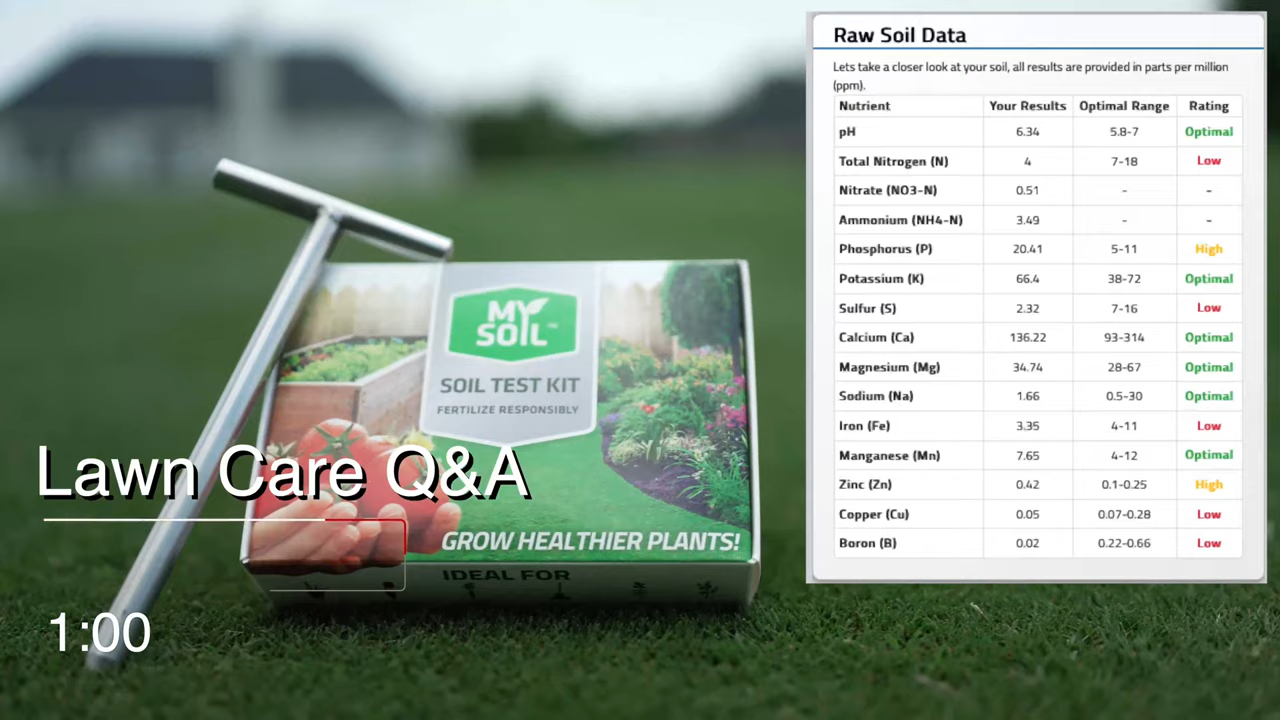 Raw Soil Data
Lets take a closer look at your soil, all results are provided in parts per million
(ppm).
Nutrient Your Results Optimal Range Rating
pH 6.34 5.8-7 Optimal
Total Nitrogen (N) 4 7-18 Low
Nitrate (NO3-N) 0.51 - -
Ammonium (NH4-N) 3.49 - -
Phosphorus (P) 20.41 5-11 High
Potassium (K) 66.4 38-72 Optimal
Sulfur (S) 2.32 7-16 Low
Calcium (Ca) 136.22 93-314 Optimal
Magnesium (Mg) 34.74 28-67 Optimal
Sodium (Na) 1.66 0.5-30 Optimal
Iron (Fe) 3.35 4-11 Low
Manganese (Mn) 7.65 4-12 Optimal
Zinc (Zn) 0.42 0.1-0.25 High
Copper (Cu) 0.05 0.07-0.28 Low
Boron (B) 0.02 0.22-0.66 Low
MY
SOIL™
SOIL TEST KIT
FERTILIZE RESPONSIBLY
GROW HEALTHIER PLANTS!
IDEAL FOR
Lawn Care Q&A
1:00